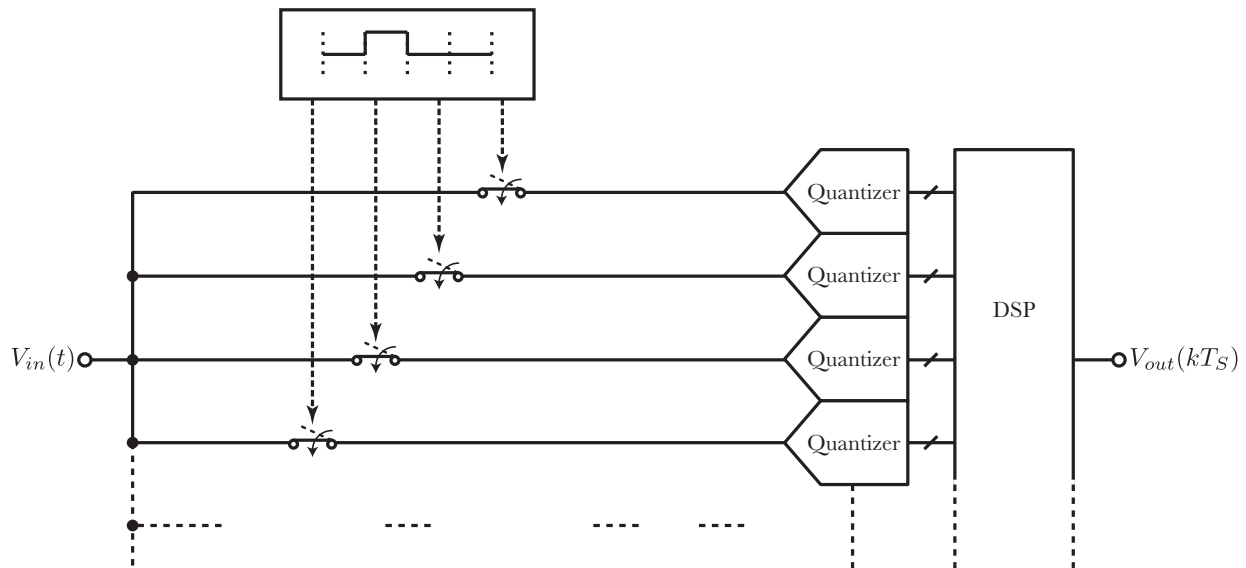 Quantizer
Quantizer
DSP
Quantizer
V_{in}(t)
V_{out}(kT_S)
Quantizer